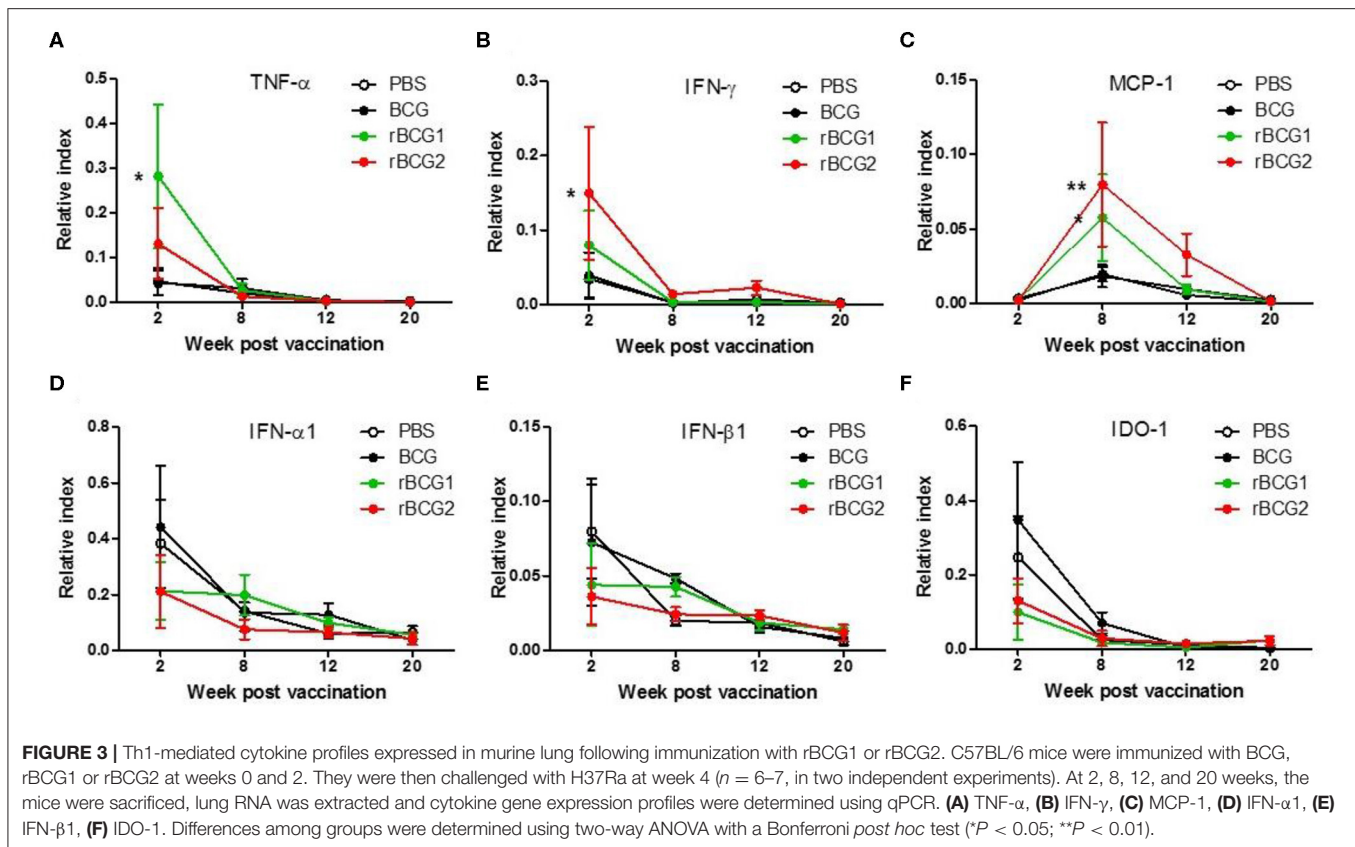 A
TNF-α
PBS
BCG
rBCG1
rBCG2
Relative index
0.5
0.4
0.3
0.2
0.1
0.0
*
2
8
12
20
Week post vaccination
B
IFN-γ
PBS
BCG
rBCG1
rBCG2
Relative index
0.3
0.2
0.1
0.0
*
2
8
12
20
Week post vaccination
C
MCP-1
PBS
BCG
rBCG1
rBCG2
Relative index
0.15
0.10
0.05
0.00
**
*
2
8
12
20
Week post vaccination
D
IFN-α1
PBS
BCG
rBCG1
rBCG2
Relative index
0.8
0.6
0.4
0.2
0.0
2
8
12
20
Week post vaccination
E
IFN-β1
PBS
BCG
rBCG1
rBCG2
Relative index
0.15
0.10
0.05
0.00
2
8
12
20
Week post vaccination
F
IDO-1
PBS
BCG
rBCG1
rBCG2
Relative index
0.6
0.4
0.2
0.0
2
8
12
20
Week post vaccination
FIGURE 3 | Th1-mediated cytokine profiles expressed in murine lung following immunization with rBCG1 or rBCG2. C57BL/6 mice were immunized with BCG,
rBCG1 or rBCG2 at weeks 0 and 2. They were then challenged with H37Ra at week 4 (n = 6–7, in two independent experiments). At 2, 8, 12, and 20 weeks, the
mice were sacrificed, lung RNA was extracted and cytokine gene expression profiles were determined using qPCR. (A) TNF-α, (B) IFN-γ, (C) MCP-1, (D) IFN-α1, (E)
IFN-β1, (F) IDO-1. Differences among groups were determined using two-way ANOVA with a Bonferroni post hoc test (*P < 0.05; **P < 0.01).